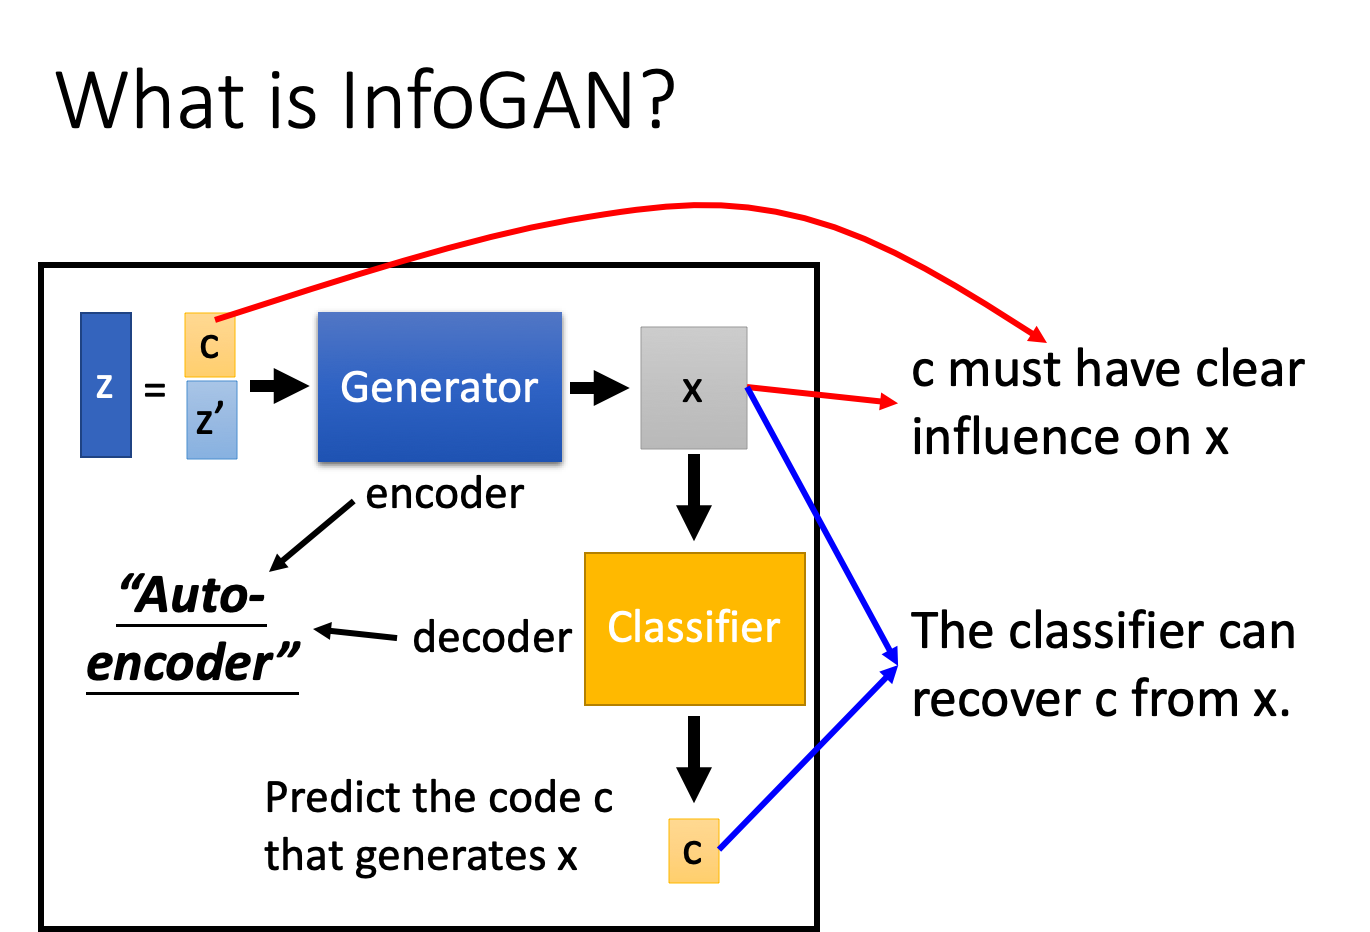 What is InfoGAN?
z
=
c
z’
Generator
x
c must have clear
influence on x
encoder
“Auto-
encoder”
decoder
Classifier
The classifier can
recover c from x.
Predict the code c
that generates x
c